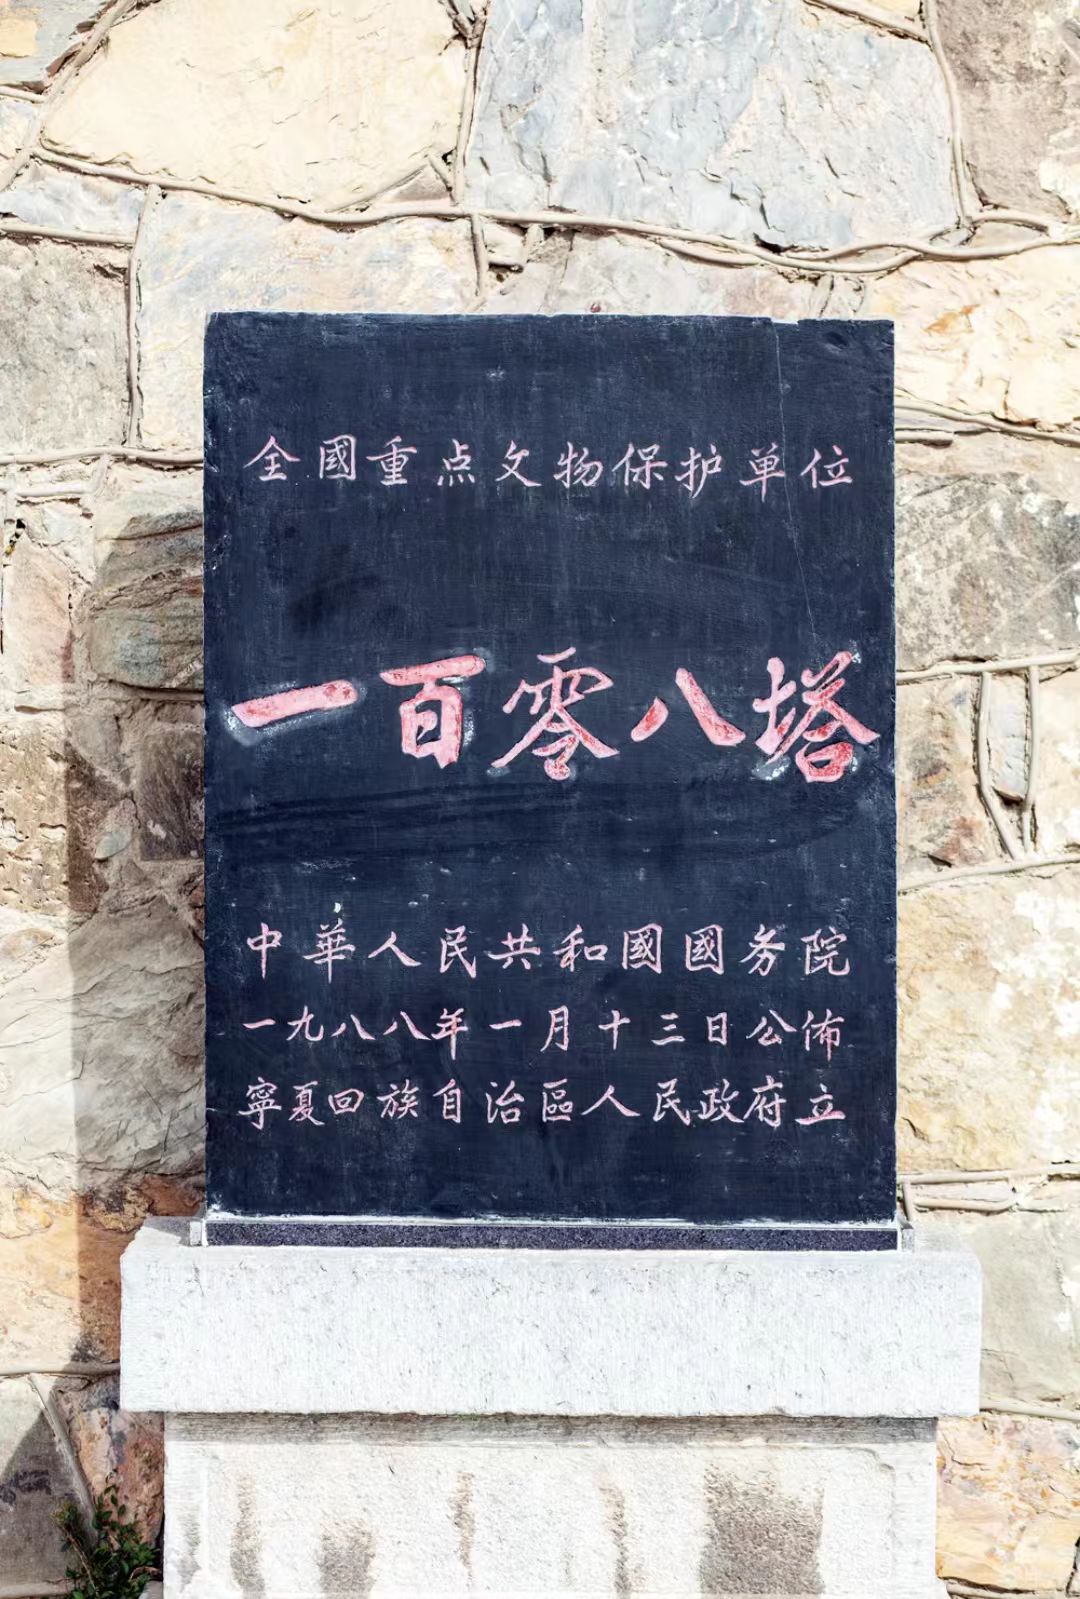 全國重点文物保护单位
一百零八塔
中華人民共和國國务院
一九八八年一月十三日公佈
寧夏回族自治區人民政府立